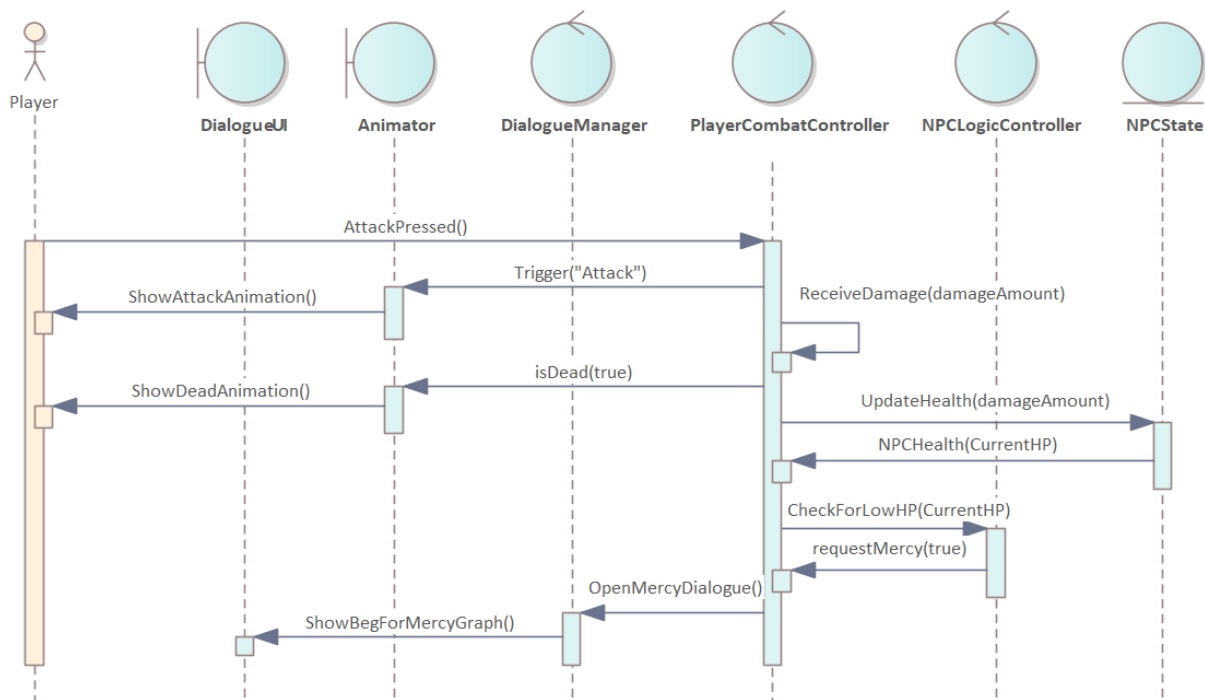 Player
DialogueUI
Animator
DialogueManager
PlayerCombatController
NPCLogicController
NPCState
AttackPressed()
Trigger("Attack")
ShowAttackAnimation()
ReceiveDamage(damageAmount)
isDead(true)
ShowDeadAnimation()
UpdateHealth(damageAmount)
NPCHealth(CurrentHP)
CheckForLowHP(CurrentHP)
requestMercy(true)
OpenMercyDialogue()
ShowBegForMercyGraph()